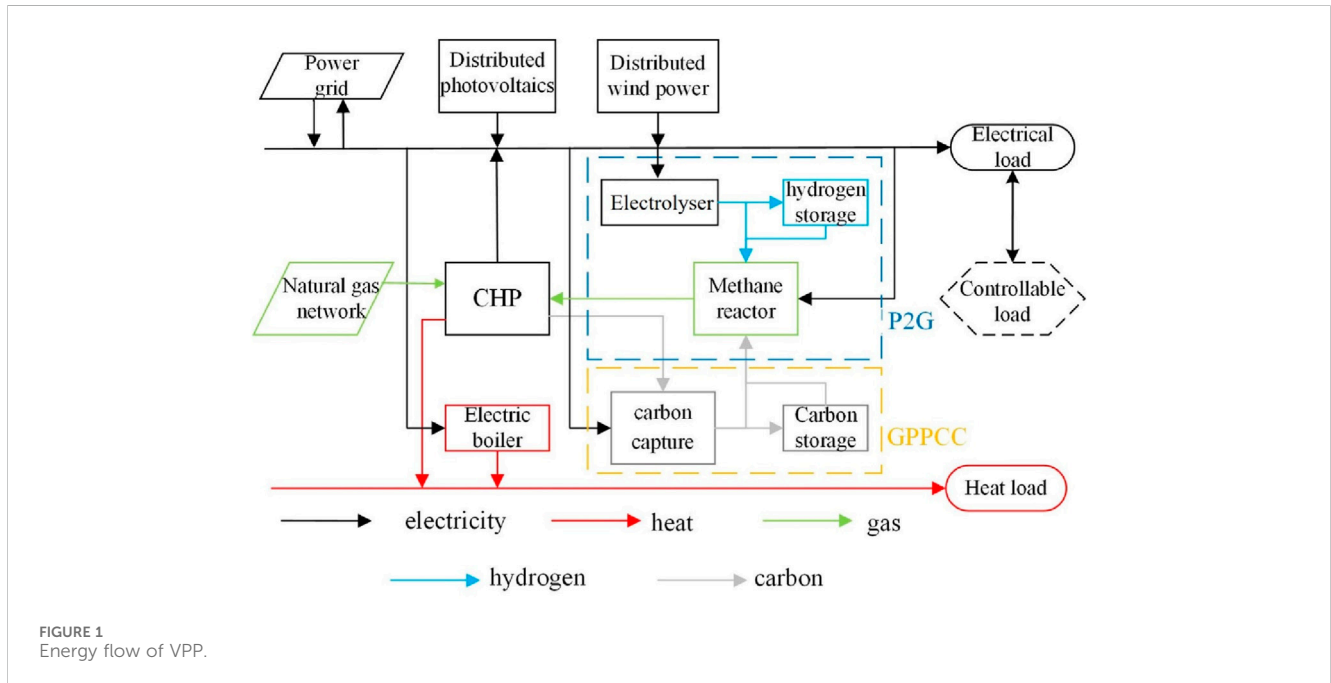 Power
grid
Distributed
photovoltaics
Distributed
wind power
Electrical
load
Electrolyser
hydrogen
storage
Natural gas
network
CHP
Methane
reactor
Controllable
load
P2G
Electric
boiler
carbon
capture
Carbon
storage
GPPCC
Heat load
electricity
heat
gas
hydrogen
carbon
FIGURE 1
Energy flow of VPP.